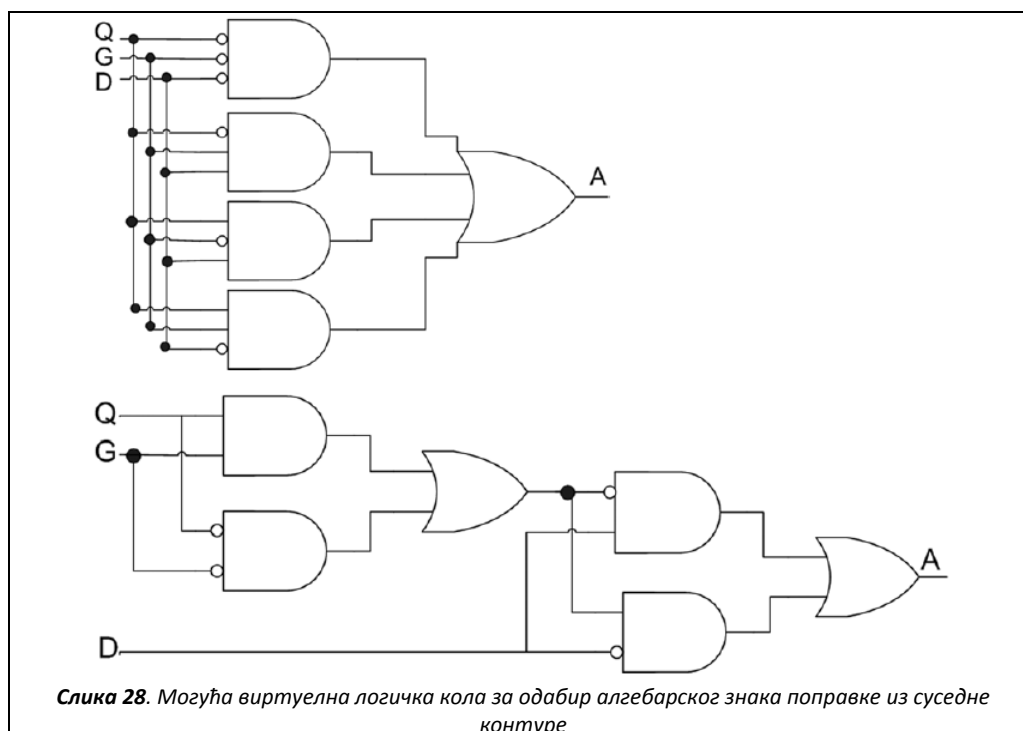 Q
G
D
A
Q
G
A
D
Слика 28. Могућа виртуелна логичка кола за одабир алгебарског знака поправке из суседне
контуре